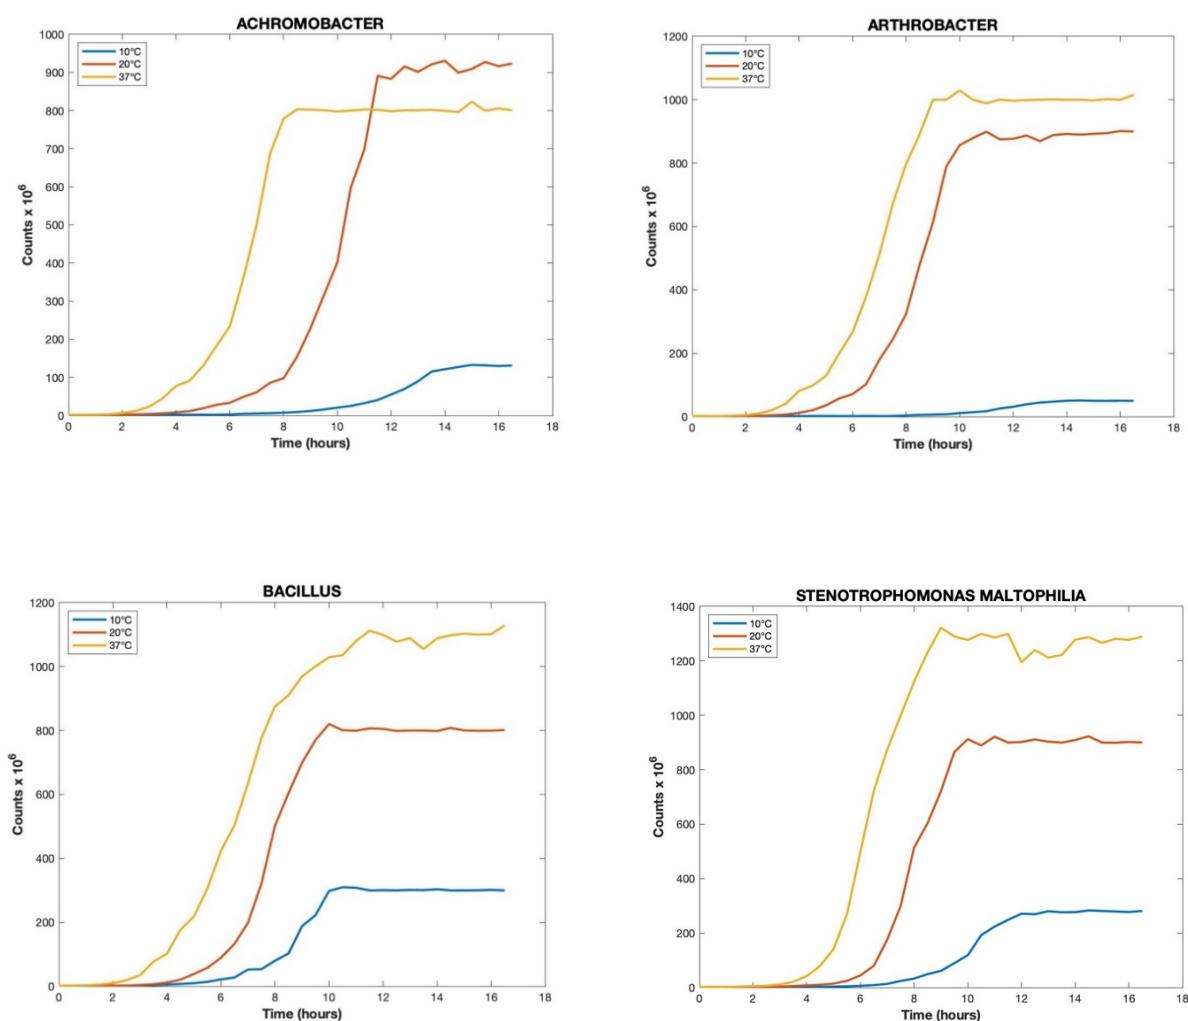 ACHROMOBACTER
1000
900
800
700
600
500
400
300
200
100
0
Counts x 10⁶
10°C
20°C
37°C
0 2 4 6 8 10 12 14 16 18
Time (hours)
ARTHROBACTER
1200
1000
800
600
400
200
0
Counts x 10⁶
10°C
20°C
37°C
0 2 4 6 8 10 12 14 16 18
Time (hours)
BACILLUS
1200
1000
800
600
400
200
0
Counts x 10⁶
10°C
20°C
37°C
0 2 4 6 8 10 12 14 16 18
Time (hours)
STENOTROPHOMONAS MALTOPHILIA
1400
1200
1000
800
600
400
200
0
Counts x 10⁶
10°C
20°C
37°C
0 2 4 6 8 10 12 14 16 18
Time (hours)